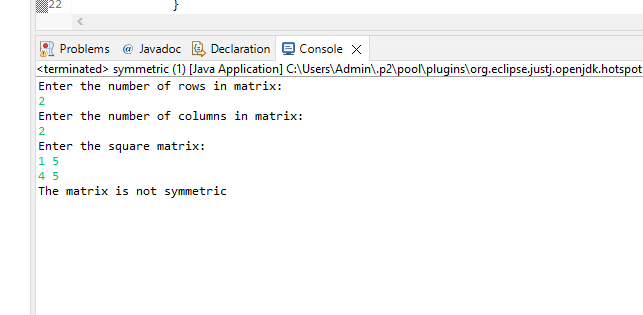 22 }
<
Problems @ Javadoc Declaration Console
<terminated> symmetric (1) [Java Application] C:\Users\Admin\.p2\pool\plugins\org.eclipse.justj.openjdk.hotspot
Enter the number of rows in matrix:
2
Enter the number of columns in matrix:
2
Enter the square matrix:
1 5
4 5
The matrix is not symmetric